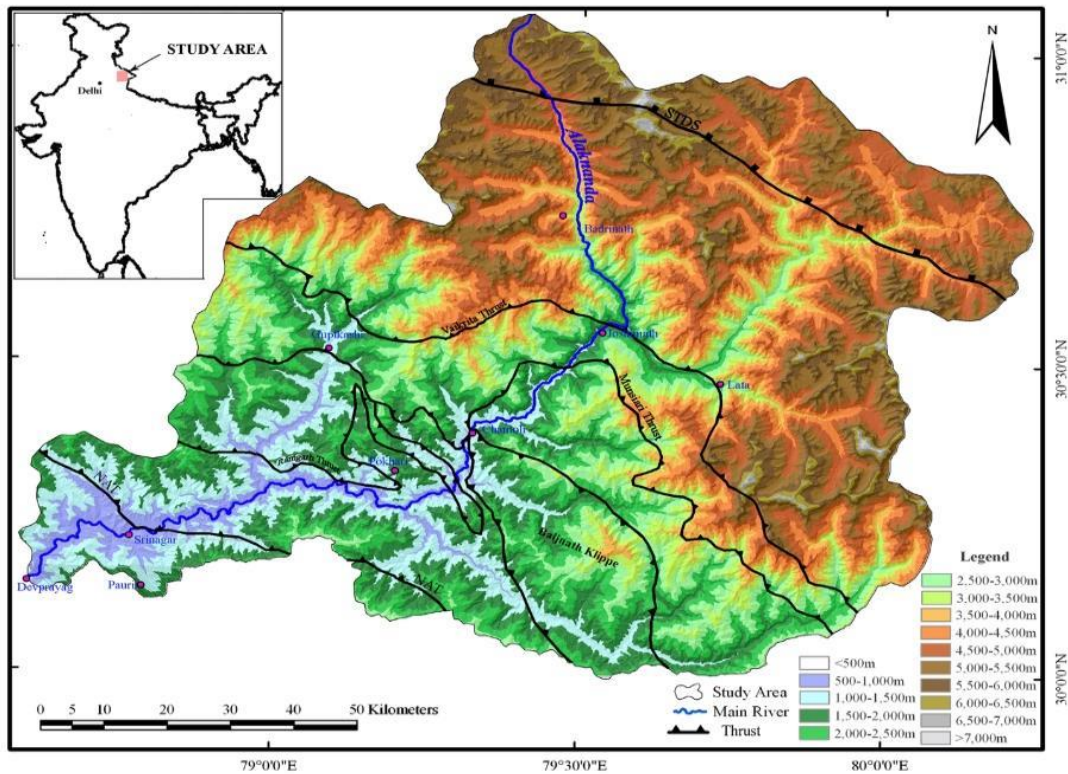 STUDY AREA
Delhi
N
STDS
Alaknanda
Badrinath
Vaikrita Thrust
Joshimath
Lata
Munsiari Thrust
Chamoli
Ramgarh Thrust
Pokhari
NAT
Srinagar
Baijnath Klippe
Devprayag
Pauri
NAT
Legend
2,500-3,000m
3,000-3,500m
3,500-4,000m
4,000-4,500m
4,500-5,000m
5,000-5,500m
5,500-6,000m
6,000-6,500m
6,500-7,000m
>7,000m
<500m
500-1,000m
1,000-1,500m
1,500-2,000m
2,000-2,500m
Study Area
Main River
Thrust
0 5 10 20 30 40 50 Kilometers
79°0'0"E
79°30'0"E
80°0'0"E
31°0'0"N
30°30'0"N
30°0'0"N